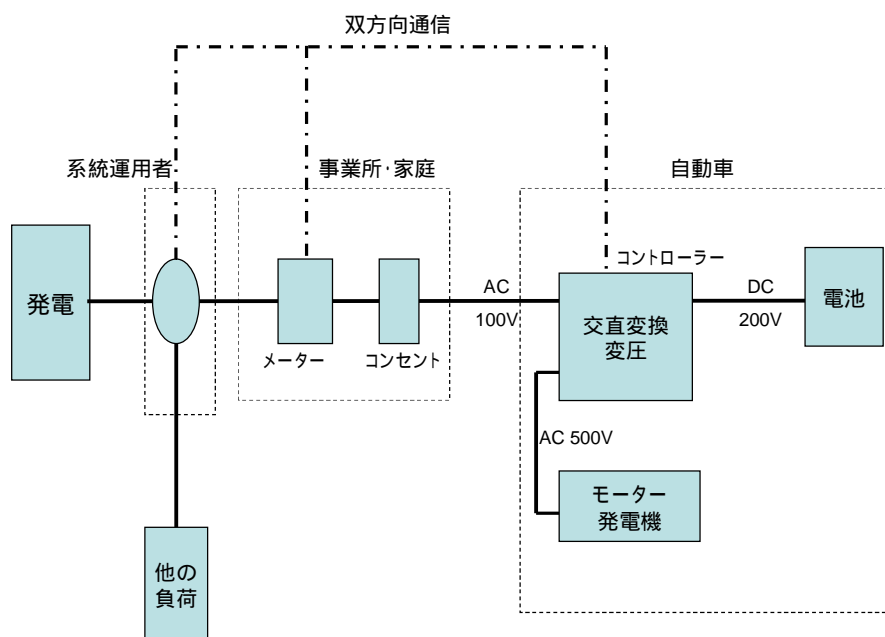 双方向通信
系統運用者
事業所・家庭
自動車
発電
メーター
コンセント
AC
100V
コントローラー
交直変換
変圧
DC
200V
電池
AC 500V
モーター
発電機
他の
負荷